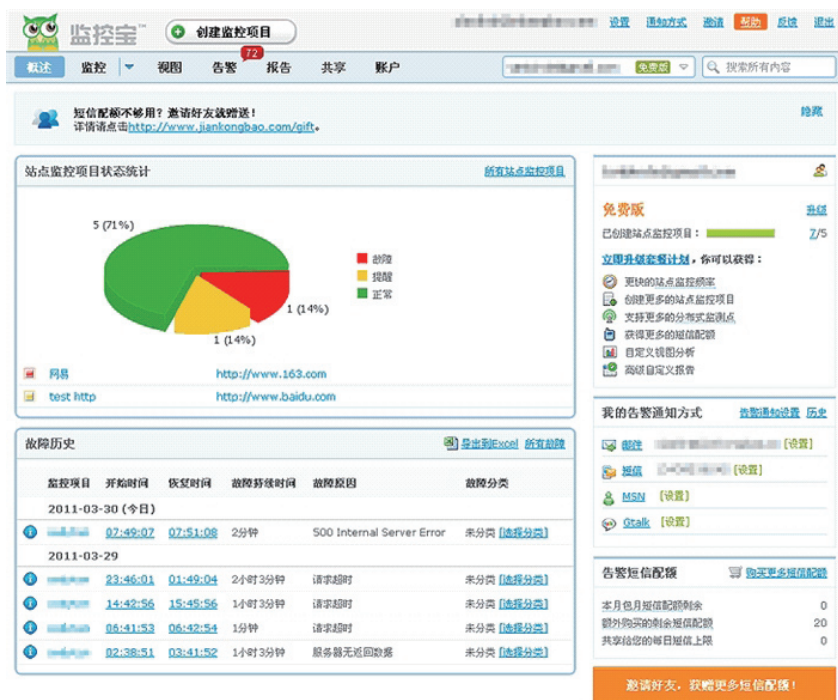 监控宝™
创建监控项目
设置 通知方式 邀请 帮助 反馈 退出
概述 监控 视图 告警 72 报告 共享 账户
免费版 搜索所有内容
短信配额不够用？邀请好友就赠送！ 隐藏
详情请点击http://www.jiankongbao.com/gift。
站点监控项目状态统计 所有站点监控项目
5 (71%)
故障
提醒
正常
1 (14%)
1 (14%)
网易 http://www.163.com
test http http://www.baidu.com
故障历史 导出到Excel 所有故障
监控项目 开始时间 恢复时间 故障持续时间 故障原因 故障分类
2011-03-30 (今日)
07:49:07 07:51:08 2分钟 500 Internal Server Error 未分类 [选择分类]
2011-03-29
23:46:01 01:49:04 2小时3分钟 请求超时 未分类 [选择分类]
14:42:56 15:45:56 1小时3分钟 请求超时 未分类 [选择分类]
06:41:53 06:42:54 1分钟 请求超时 未分类 [选择分类]
02:38:51 03:41:52 1小时3分钟 服务器无返回数据 未分类 [选择分类]
免费版 升级
已创建站点监控项目： 7/5
立即升级套餐计划，你可以获得：
更快的站点监控频率
创建更多的站点监控项目
支持更多的分布式监测点
获得更多的短信配额
自定义视图分析
高级自定义报告
我的告警通知方式 告警通知设置 历史
邮件 [设置]
短信 [设置]
MSN [设置]
Gtalk [设置]
告警短信配额 购买更多短信配额
本月包月短信配额剩余 0
额外购买的剩余短信配额 20
共享给您的每日短信上限 0
邀请好友，获赠更多短信配额！